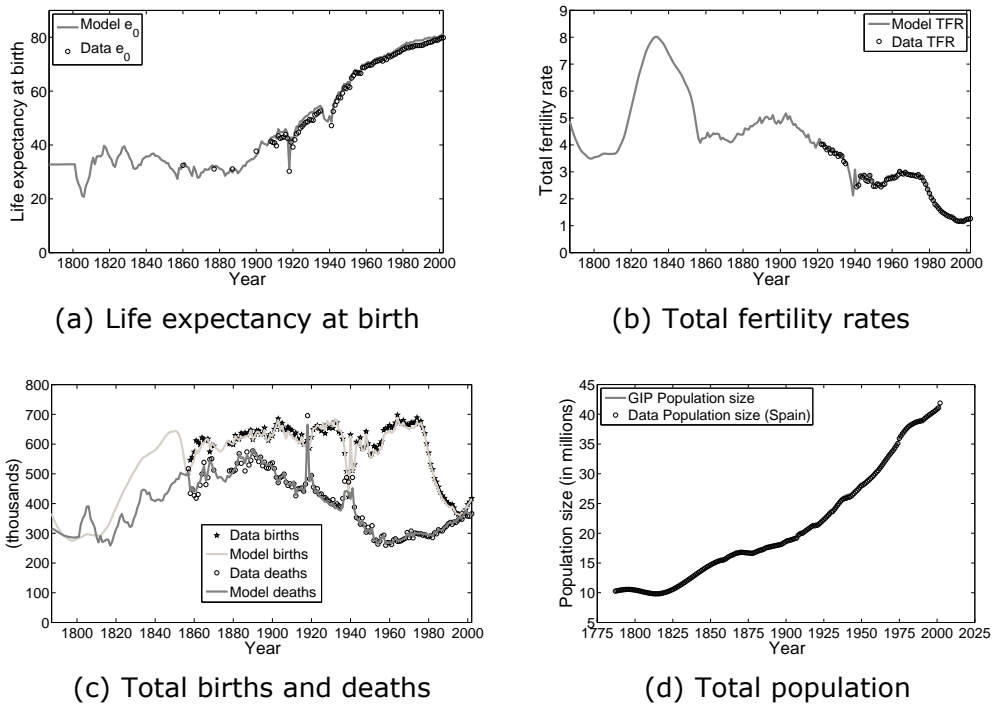 Model e0
Data e0
Life expectancy at birth
80
60
40
20
0
1800 1820 1840 1860 1880 1900 1920 1940 1960 1980 2000
Year
(a) Life expectancy at birth
Model TFR
Data TFR
Total fertility rate
9
8
7
6
5
4
3
2
1
0
1800 1820 1840 1860 1880 1900 1920 1940 1960 1980 2000
Year
(b) Total fertility rates
800
700
600
500
400
300
200
100
0
(thousands)
Data births
Model births
Data deaths
Model deaths
1800 1820 1840 1860 1880 1900 1920 1940 1960 1980 2000
Year
(c) Total births and deaths
GIP Population size
Data Population size (Spain)
Population size (in millions)
45
40
35
30
25
20
15
10
5
1775 1800 1825 1850 1875 1900 1925 1950 1975 2000 2025
Year
(d) Total population